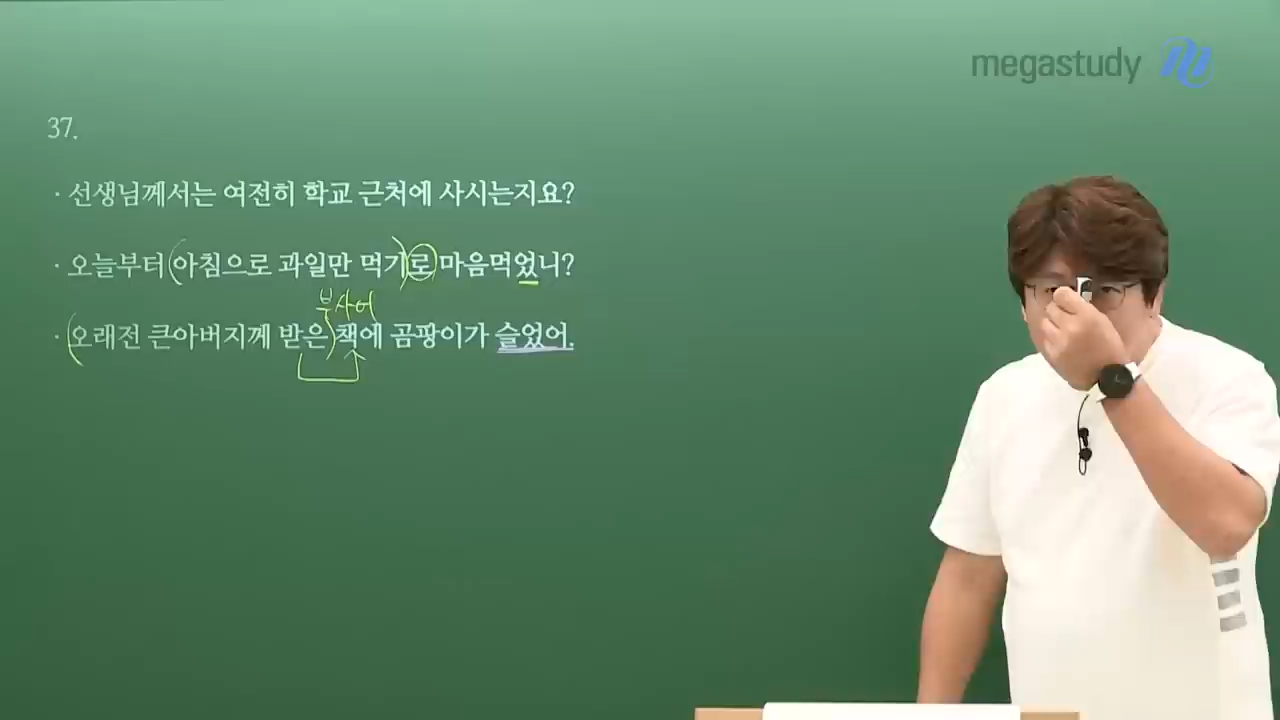 megastudy
37.
· 선생님께서는 여전히 학교 근처에 사시는지요?
· 오늘부터 (아침으로 과일만 먹기)로 마음먹었니?
부사어
· (오래전 큰아버지께 받은) 책에 곰팡이가 슬었어.